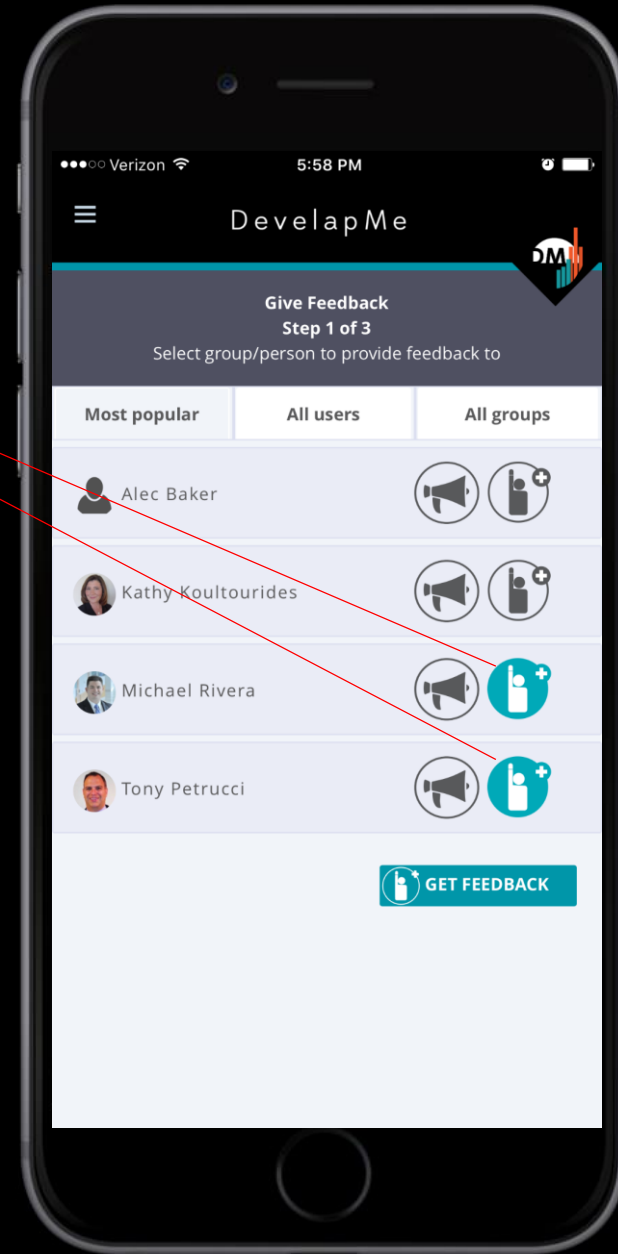 Verizon 5:58 PM
DevelapMe
DM
Give Feedback
Step 1 of 3
Select group/person to provide feedback to
Most popular All users All groups
Alec Baker
Kathy Koultourides
Michael Rivera
Tony Petrucci
GET FEEDBACK